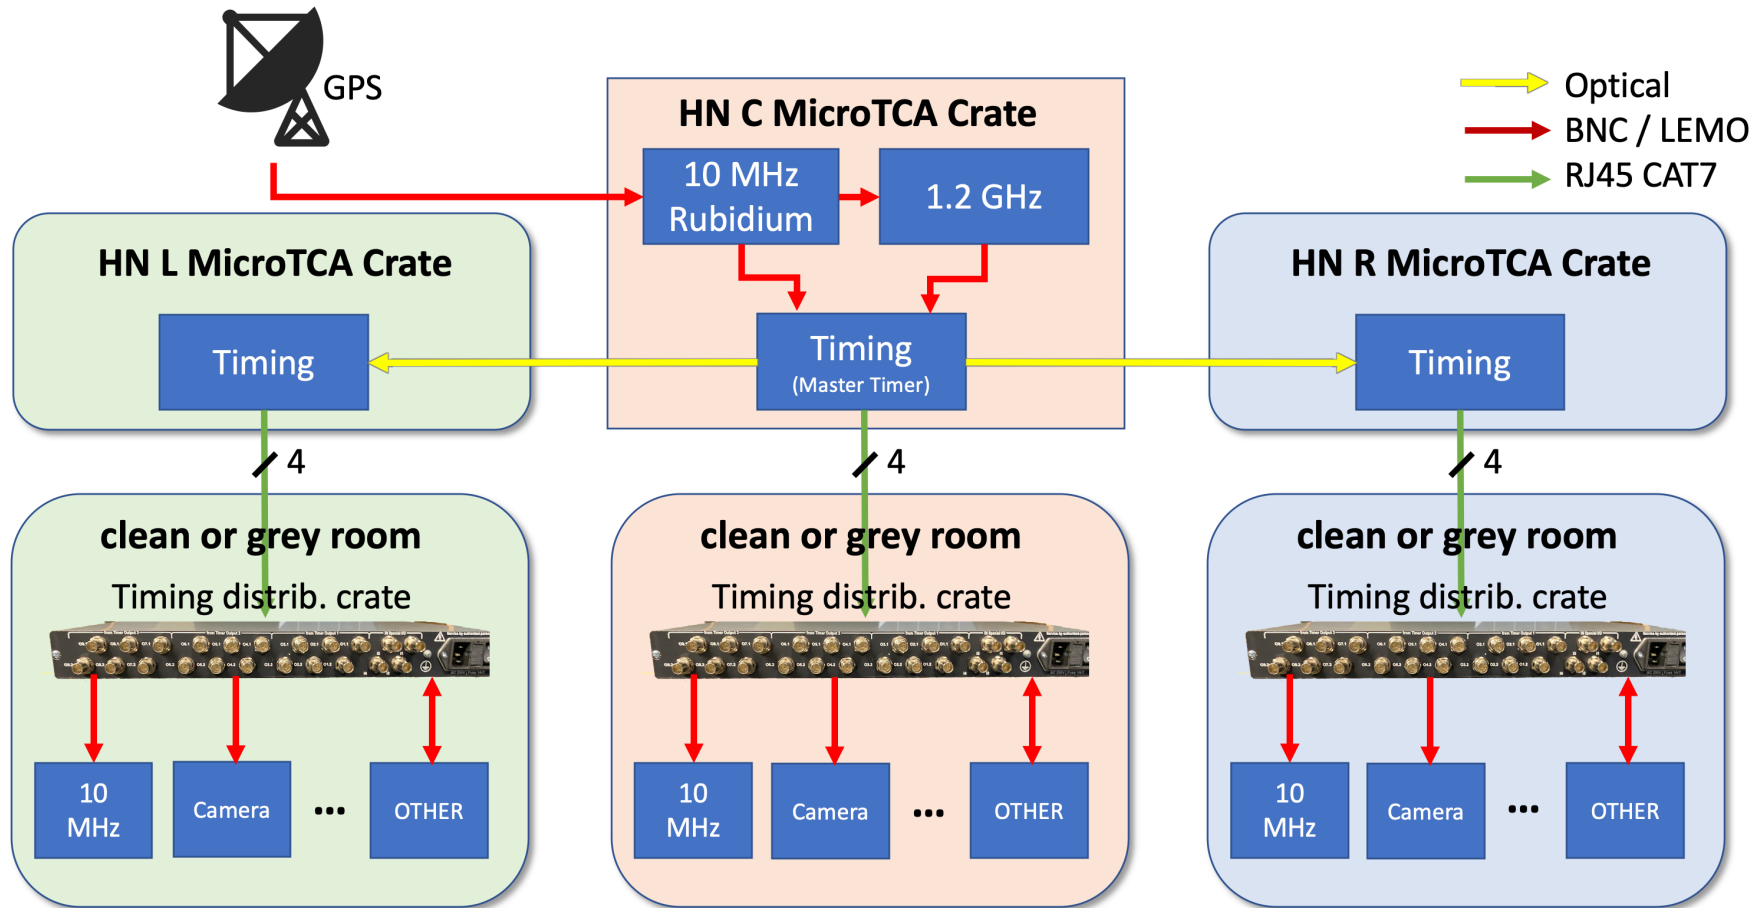 GPS
HN C MicroTCA Crate
10 MHz
Rubidium
1.2 GHz
Optical
BNC / LEMO
RJ45 CAT7
HN L MicroTCA Crate
Timing
Timing
(Master Timer)
HN R MicroTCA Crate
Timing
4
4
4
clean or grey room
Timing distrib. crate
10
MHz
Camera
...
OTHER
clean or grey room
Timing distrib. crate
10
MHz
Camera
...
OTHER
clean or grey room
Timing distrib. crate
10
MHz
Camera
...
OTHER